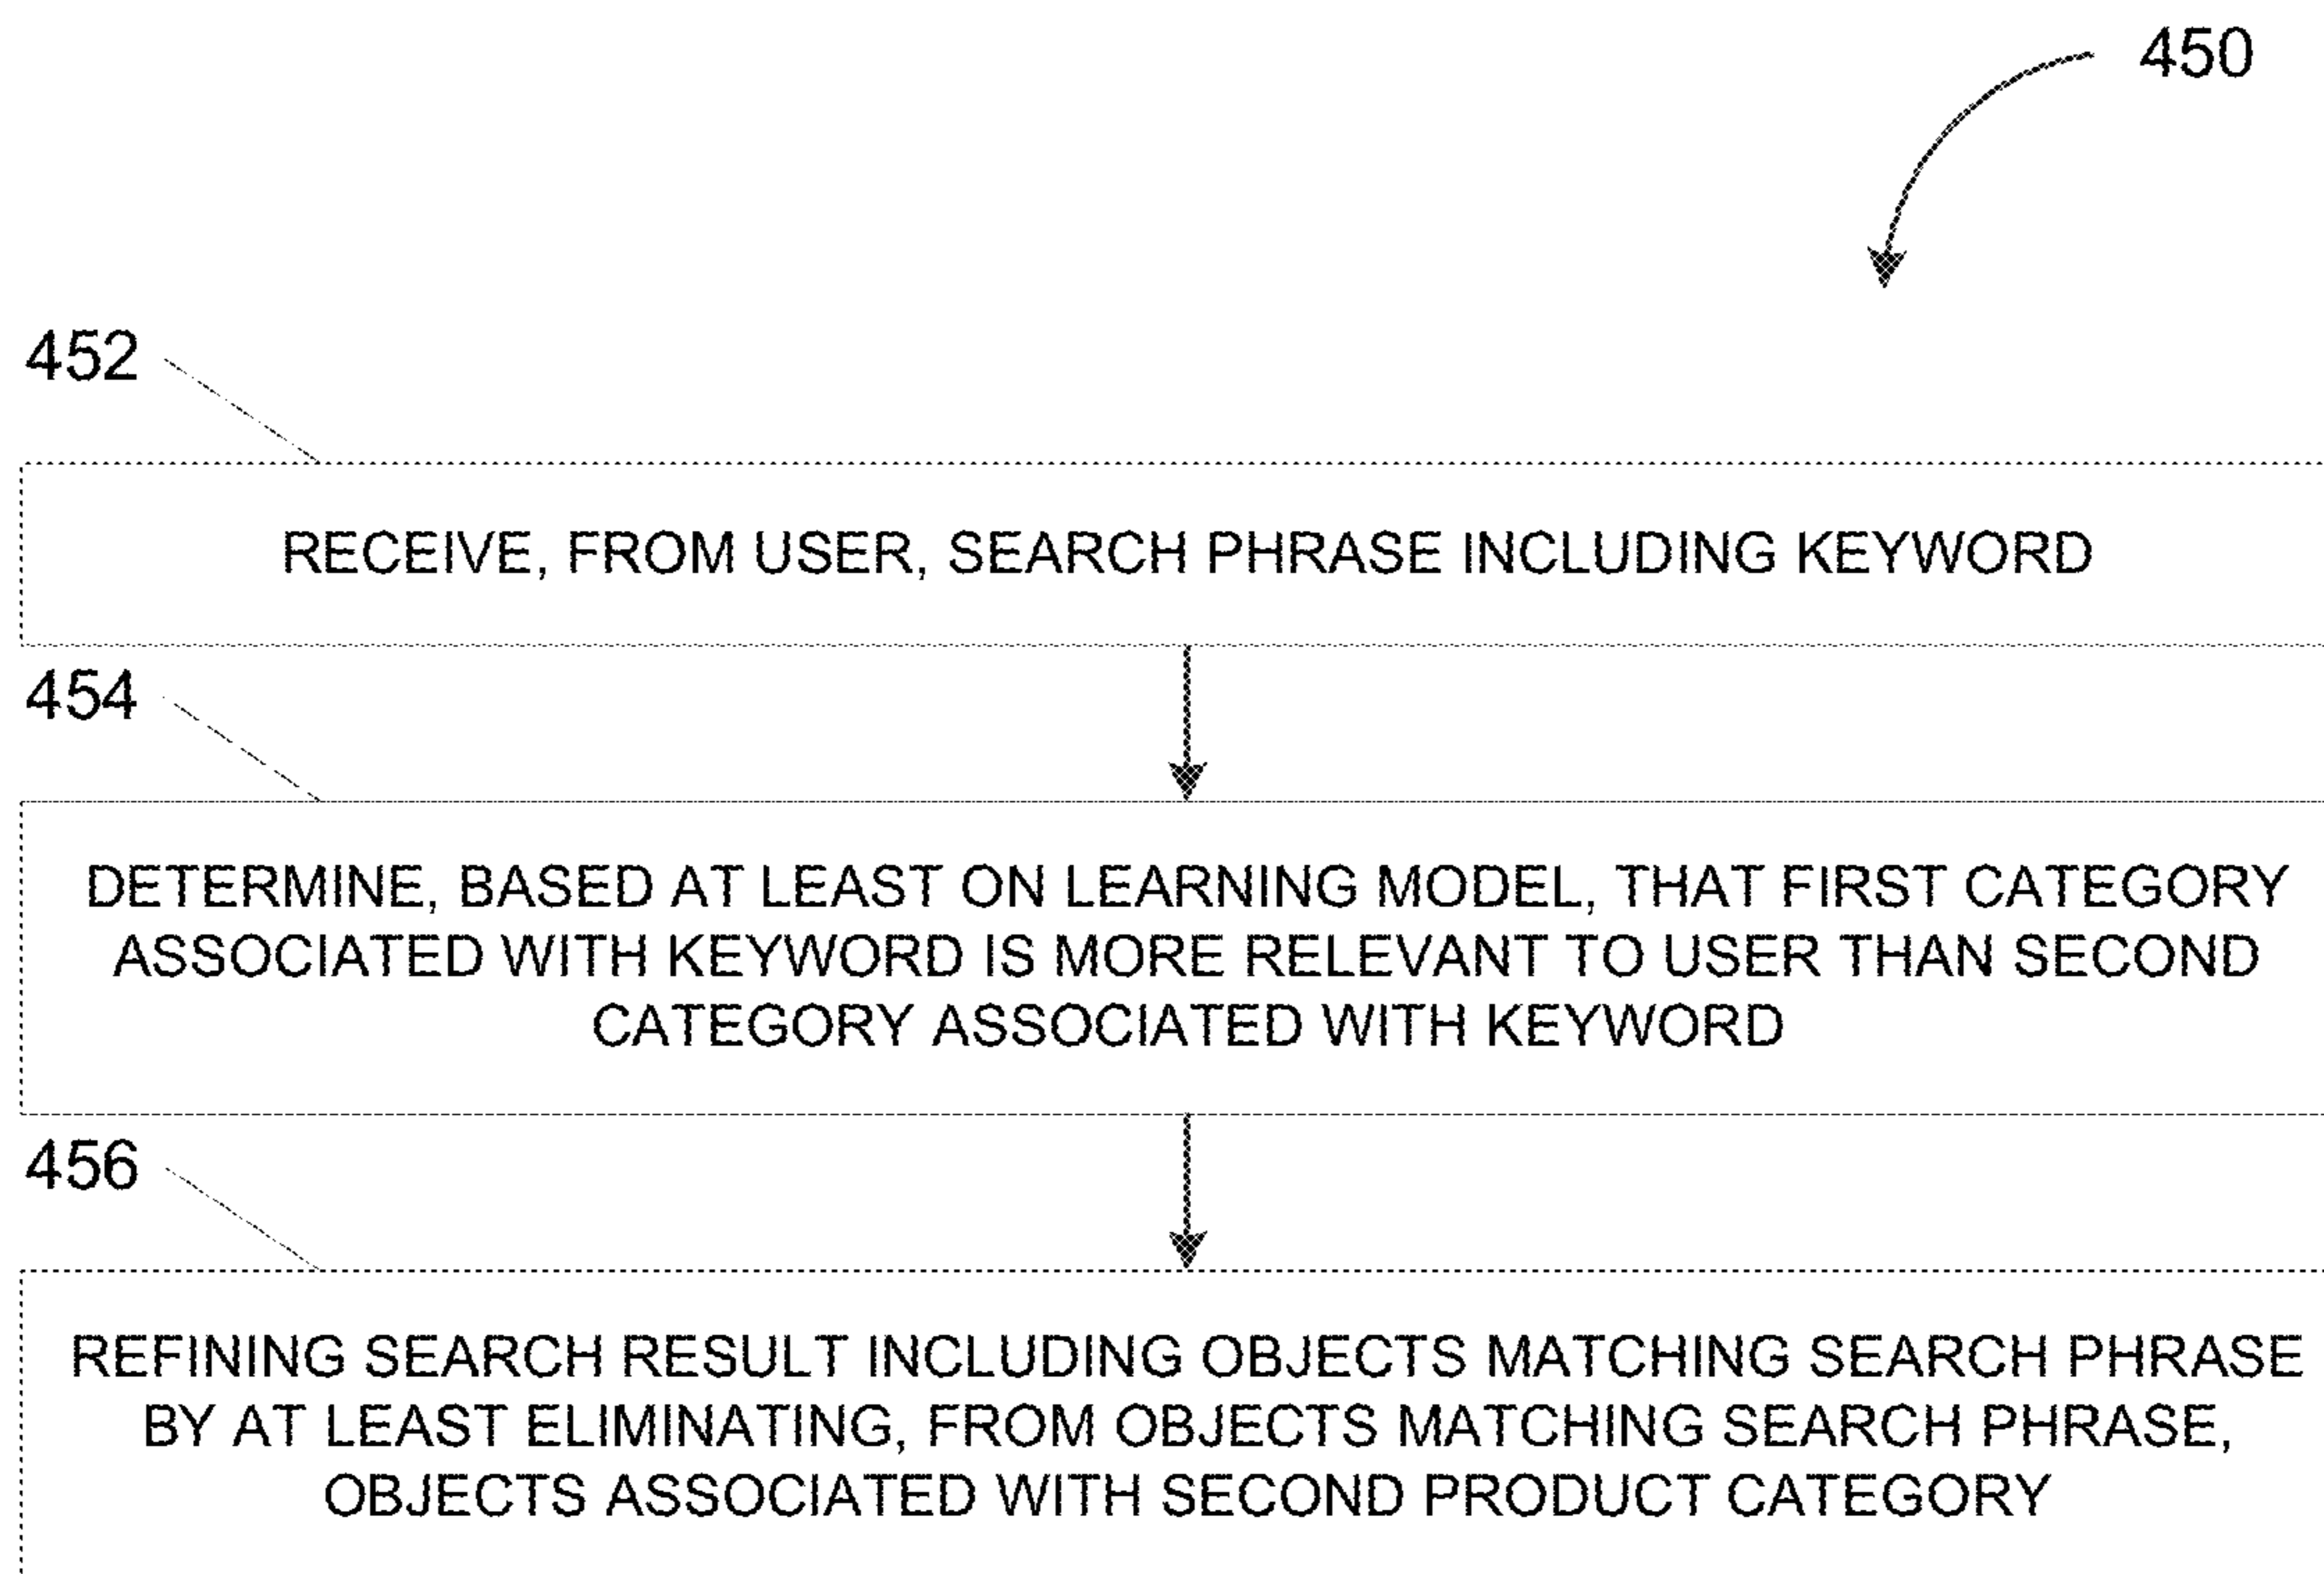 450
452
RECEIVE, FROM USER, SEARCH PHRASE INCLUDING KEYWORD
454
DETERMINE, BASED AT LEAST ON LEARNING MODEL, THAT FIRST CATEGORY
ASSOCIATED WITH KEYWORD IS MORE RELEVANT TO USER THAN SECOND
CATEGORY ASSOCIATED WITH KEYWORD
456
REFINING SEARCH RESULT INCLUDING OBJECTS MATCHING SEARCH PHRASE
BY AT LEAST ELIMINATING, FROM OBJECTS MATCHING SEARCH PHRASE,
OBJECTS ASSOCIATED WITH SECOND PRODUCT CATEGORY